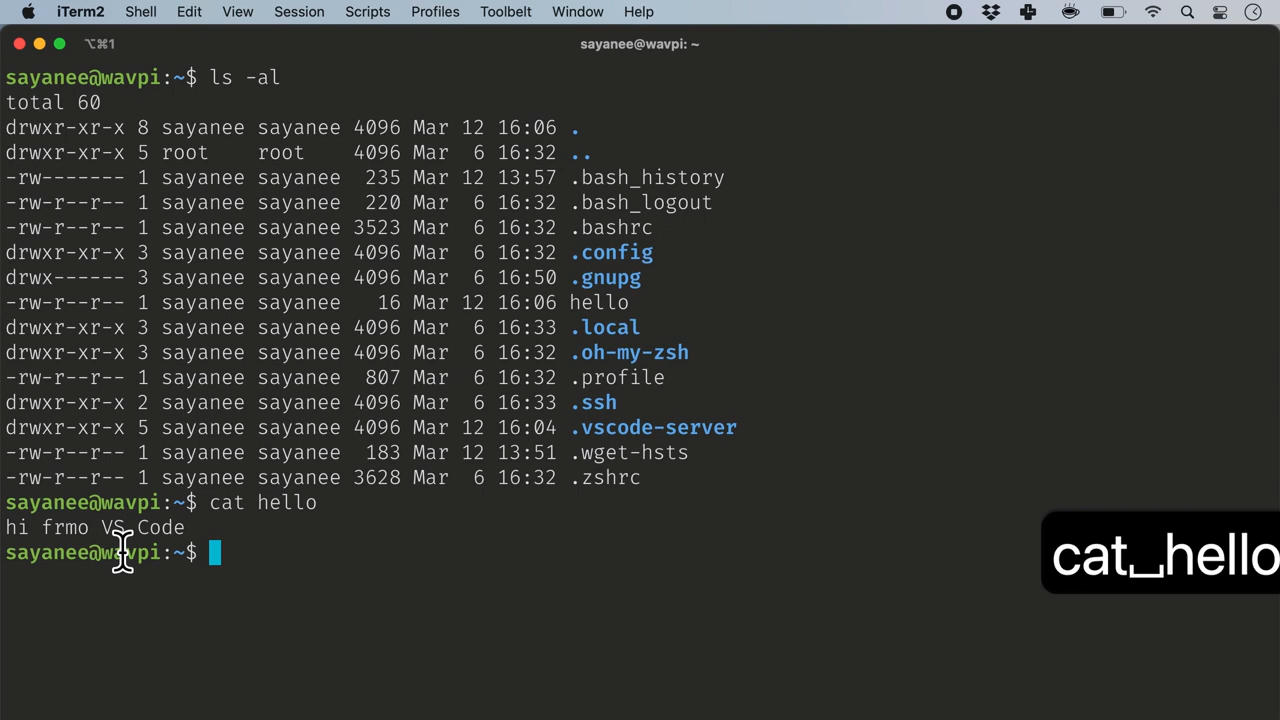 iTerm2 Shell Edit View Session Scripts Profiles Toolbelt Window Help
⌥⌘1 sayanee@wavpi: ~
sayanee@wavpi:~$ ls -al
total 60
drwxr-xr-x 8 sayanee sayanee 4096 Mar 12 16:06 .
drwxr-xr-x 5 root    root    4096 Mar  6 16:32 ..
-rw------- 1 sayanee sayanee  235 Mar 12 13:57 .bash_history
-rw-r--r-- 1 sayanee sayanee  220 Mar  6 16:32 .bash_logout
-rw-r--r-- 1 sayanee sayanee 3523 Mar  6 16:32 .bashrc
drwxr-xr-x 3 sayanee sayanee 4096 Mar  6 16:32 .config
drwx------ 3 sayanee sayanee 4096 Mar  6 16:50 .gnupg
-rw-r--r-- 1 sayanee sayanee   16 Mar 12 16:06 hello
drwxr-xr-x 3 sayanee sayanee 4096 Mar  6 16:33 .local
drwxr-xr-x 3 sayanee sayanee 4096 Mar  6 16:32 .oh-my-zsh
-rw-r--r-- 1 sayanee sayanee  807 Mar  6 16:32 .profile
drwxr-xr-x 2 sayanee sayanee 4096 Mar  6 16:33 .ssh
drwxr-xr-x 5 sayanee sayanee 4096 Mar 12 16:04 .vscode-server
-rw-r--r-- 1 sayanee sayanee  183 Mar 12 13:51 .wget-hsts
-rw-r--r-- 1 sayanee sayanee 3628 Mar  6 16:32 .zshrc
sayanee@wavpi:~$ cat hello
hi frmo VS Code
sayanee@wavpi:~$
cat␣hello